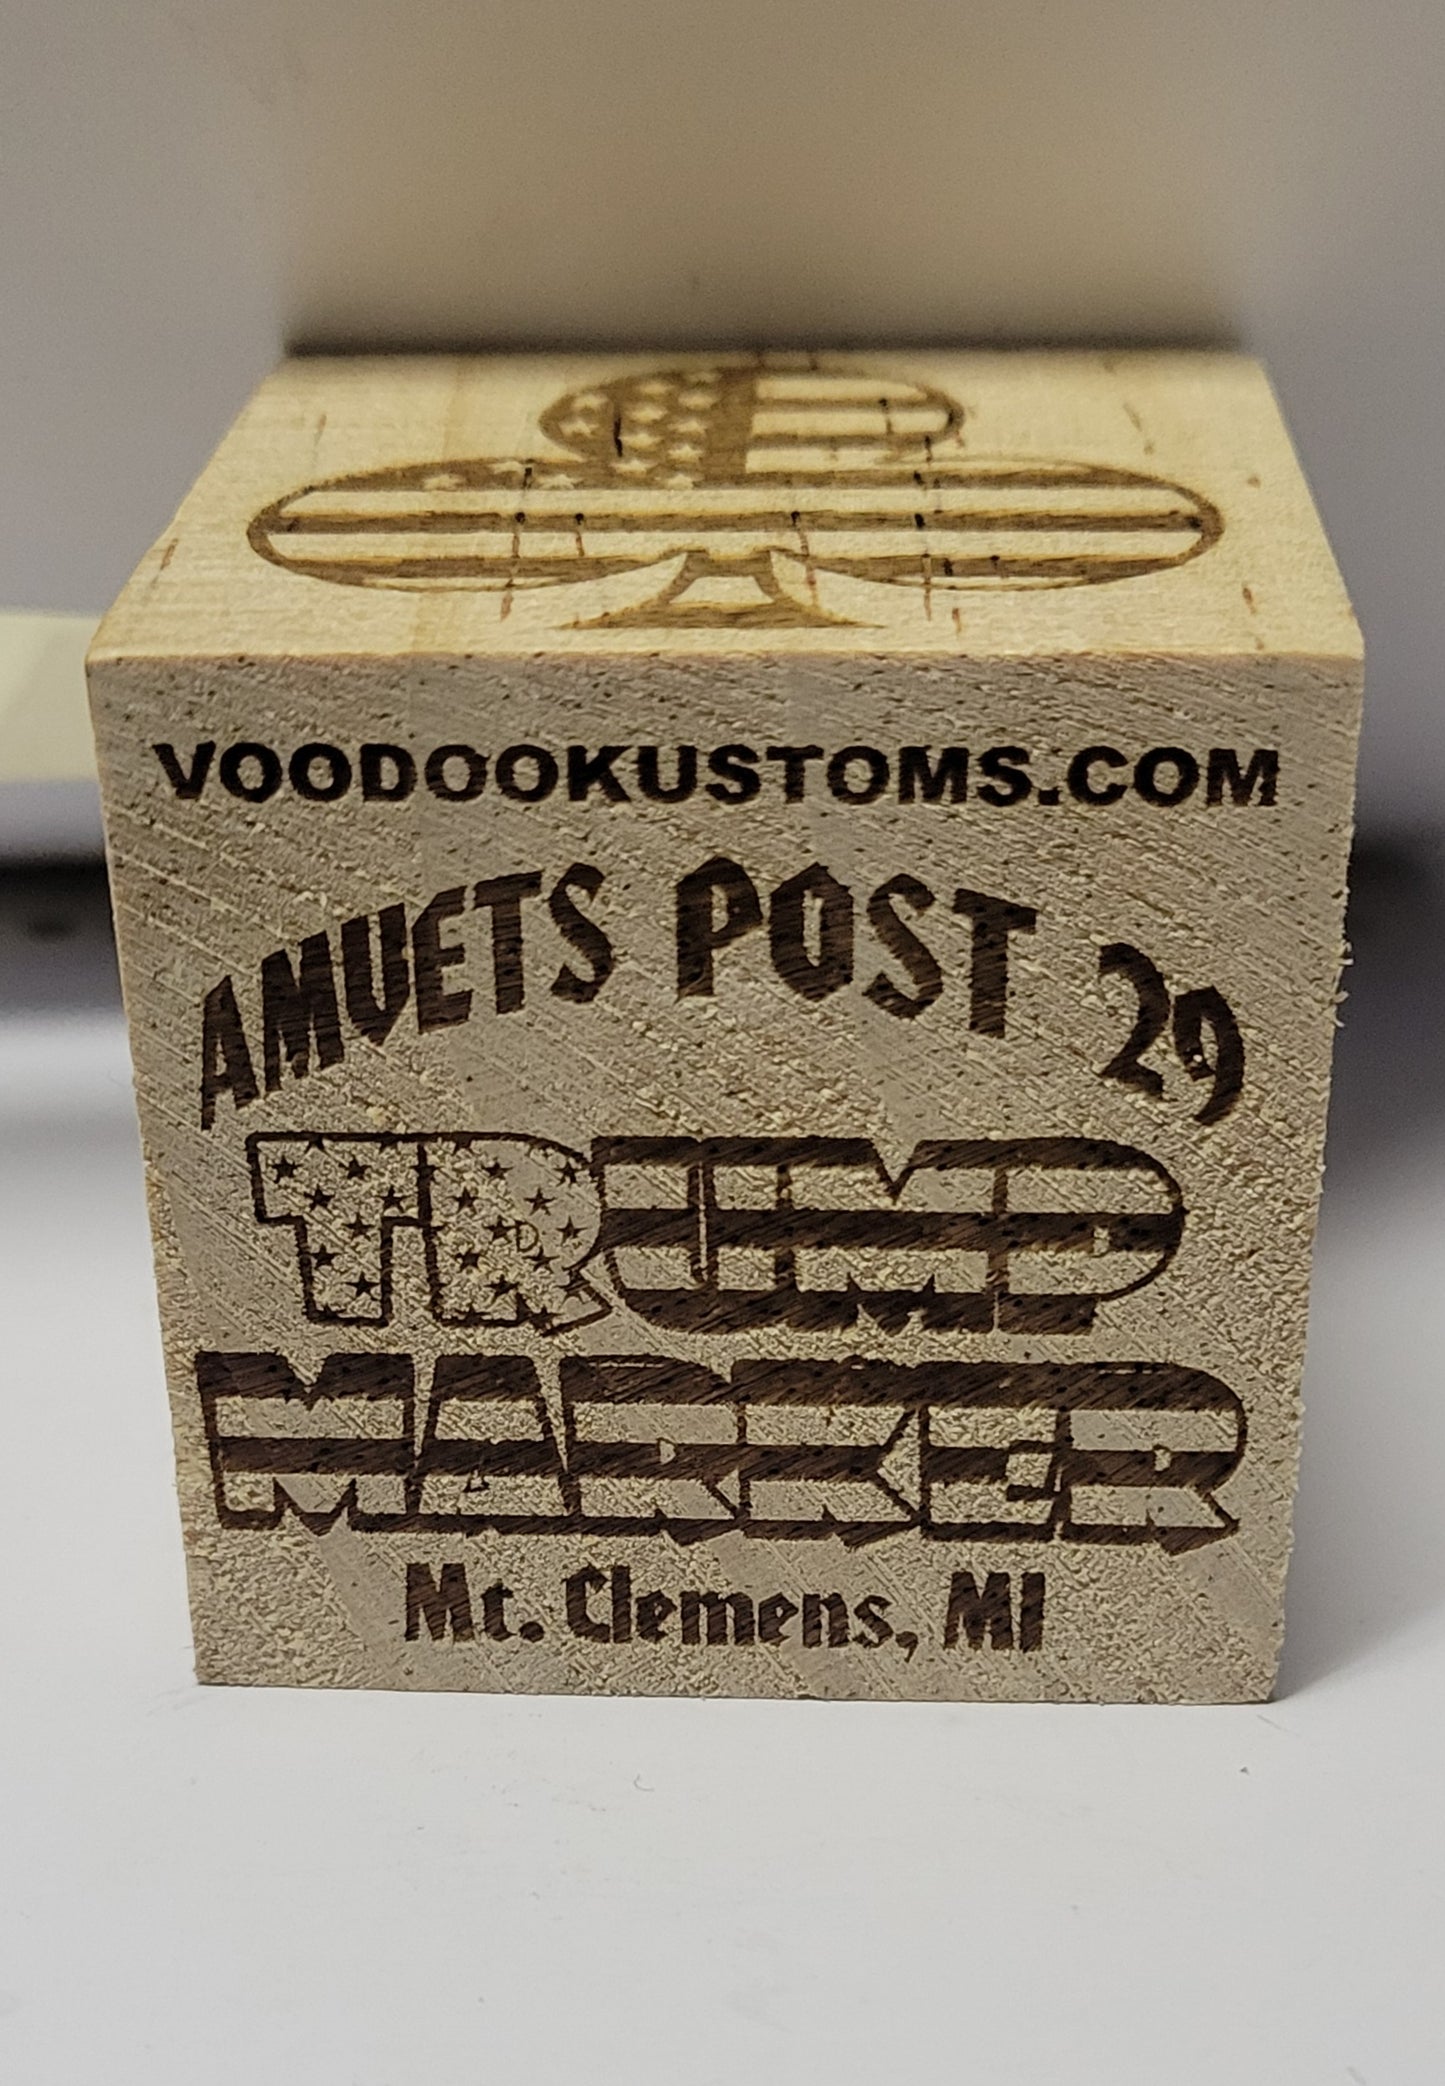 VOODOOKUSTOMS.COM
AMVETS POST 29
TRUMP
MARKER
Mt. Clemens, MI